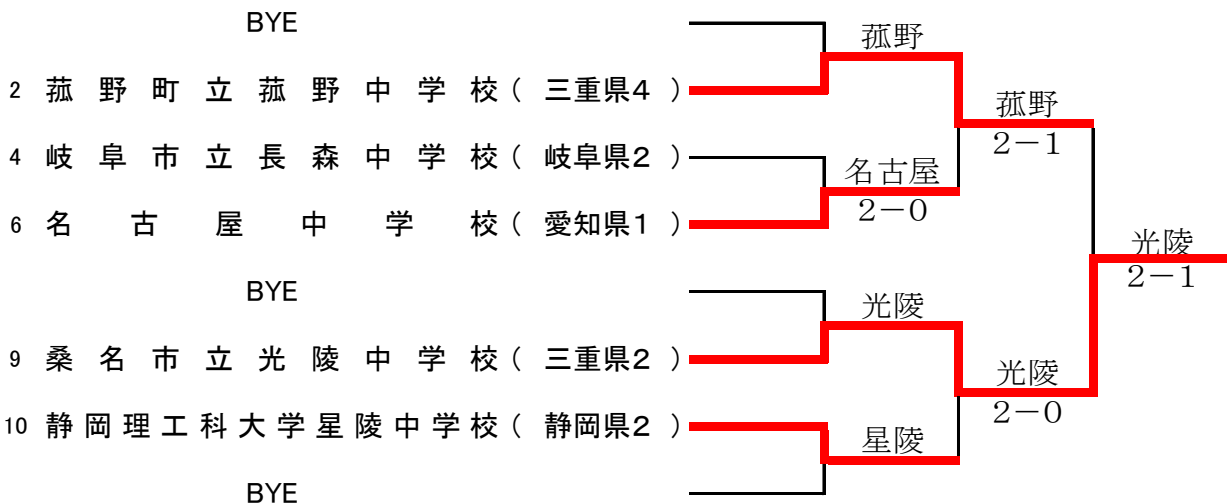 BYE
菰野
2 菰野町立菰野中学校( 三重県4 )
菰野
2-1
4 岐阜市立長森中学校( 岐阜県2 )
名古屋
2-0
6 名古屋中学校( 愛知県1 )
光陵
2-1
BYE
光陵
9 桑名市立光陵中学校( 三重県2 )
光陵
2-0
10 静岡理工科大学星陵中学校( 静岡県2 )
星陵
BYE